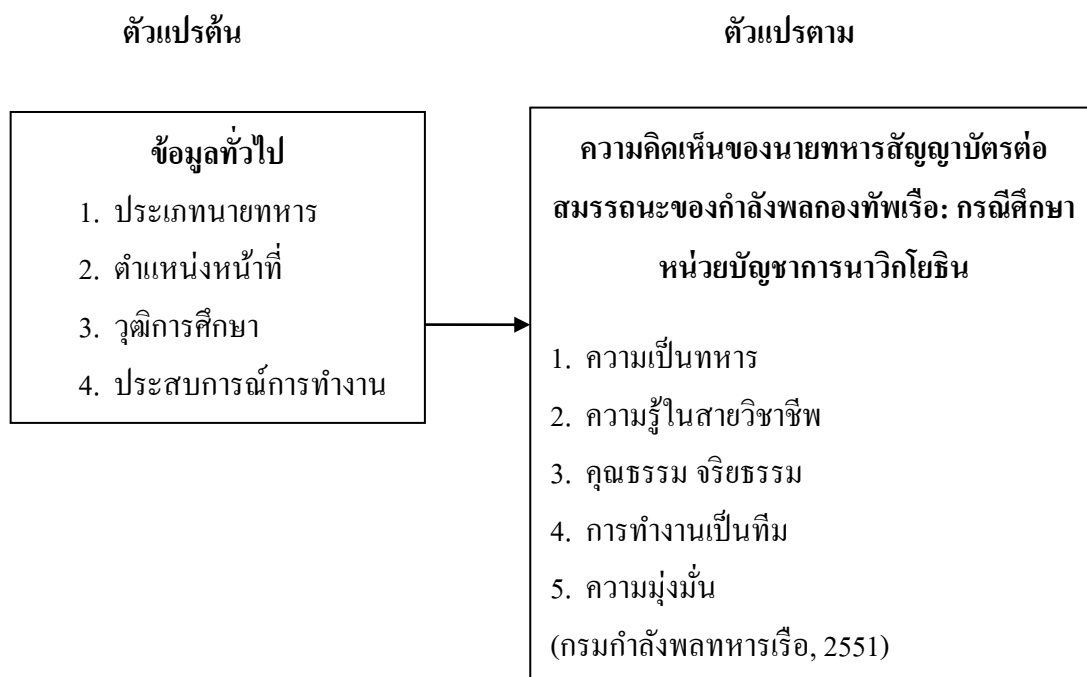 ตัวแปรต้น
ตัวแปรตาม
ข้อมูลทั่วไป
1. ประเภทนายทหาร
2. ตำแหน่งหน้าที่
3. วุฒิการศึกษา
4. ประสบการณ์การทำงาน
ความคิดเห็นของนายทหารสัญญาบัตรต่อ
สมรรถนะของกำลังพลกองทัพเรือ: กรณีศึกษา
หน่วยบัญชาการนาวิกโยธิน
1. ความเป็นทหาร
2. ความรู้ในสายวิชาชีพ
3. คุณธรรม จริยธรรม
4. การทำงานเป็นทีม
5. ความมุ่งมั่น
(กรมกำลังพลทหารเรือ, 2551)